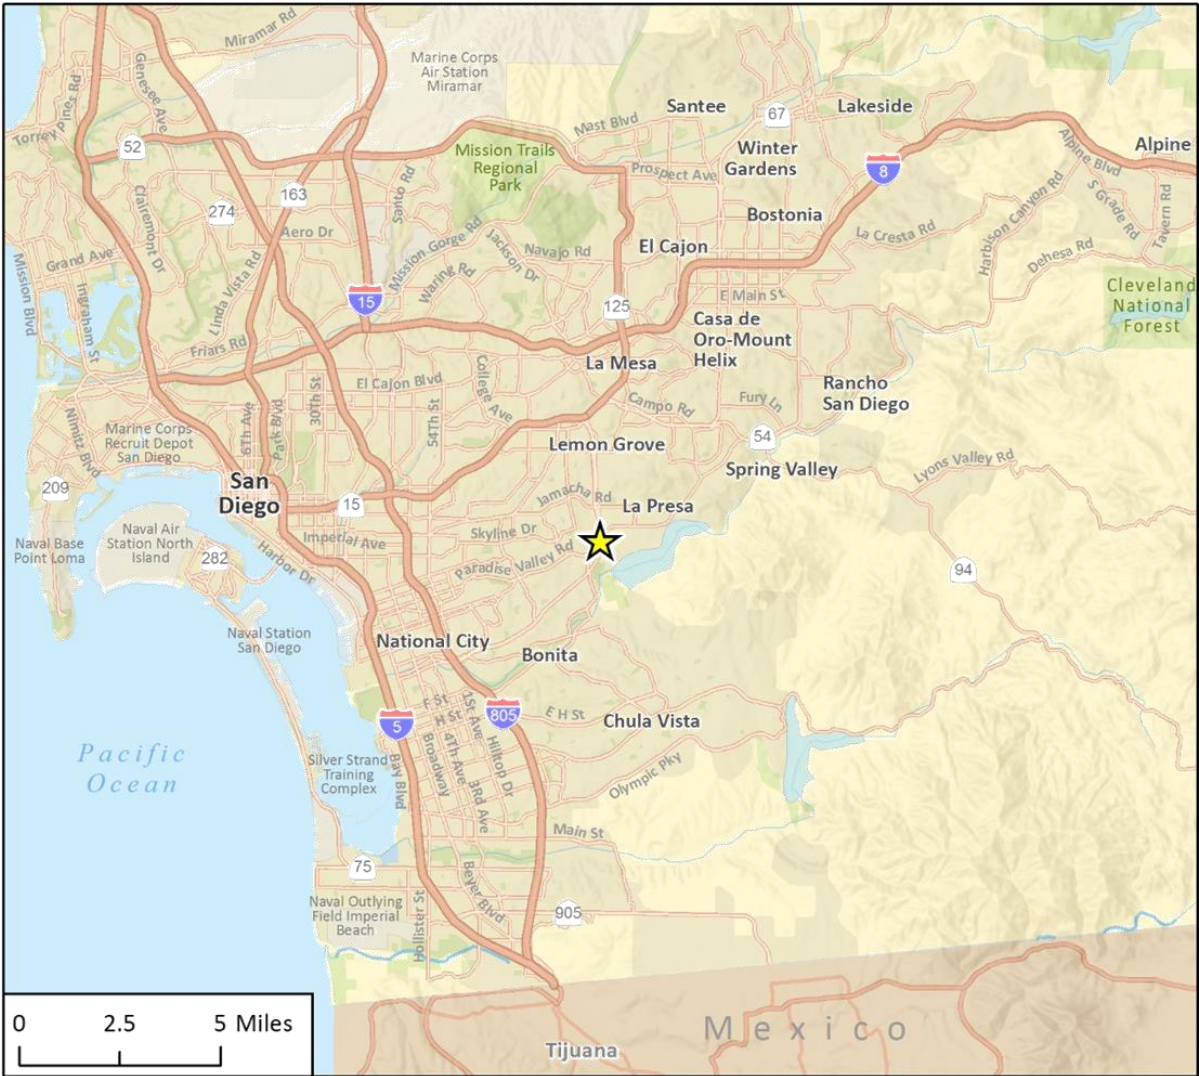 Miramar Rd
Marine Corps
Air Station
Miramar
Genesee Ave
Torrey Pines Rd
52
Santee
67
Lakeside
Mast Blvd
Winter
Gardens
Alpine
Alpine Blvd
Mission Trails
Regional
Park
Prospect Ave
8
163
Santo Rd
Clairemont Dr
274
Aero Dr
Bostonia
La Cresta Rd
Harbison Canyon Rd
S Grade Rd
Tavern Rd
Dehesa Rd
Mission Gorge Rd
Jackson Dr
Navajo Rd
El Cajon
Grand Ave
Linda Vista Rd
Waring Rd
Mission Blvd
Ingraham St
15
125
E Main St
Cleveland
National
Forest
Casa de
Oro-Mount
Helix
Friars Rd
La Mesa
El Cajon Blvd
College Ave
Rancho
San Diego
30th St
6Th Ave
Park Blvd
54Th St
Campo Rd
Fury Ln
Nimitz Blvd
Marine Corps
Recruit Depot
San Diego
Lemon Grove
54
Spring Valley
Lyons Valley Rd
209
San
Diego
15
Jamacha Rd
La Presa
Naval Air
Station North
Island
Naval Base
Point Loma
282
Imperial Ave
Skyline Dr
Paradise Valley Rd
Harbor Dr
94
Naval Station
San Diego
National City
Bonita
F St
H St
1St Ave
805
E H St
Chula Vista
5
4Th Ave
Hilltop Dr
Broadway
3Rd Ave
Bay Blvd
Pacific
Ocean
Silver Strand
Training
Complex
Olympic Pky
Main St
75
Beyer Blvd
Naval Outlying
Field Imperial
Beach
Hollister St
905
0 2.5 5 Miles
Mexico
Tijuana